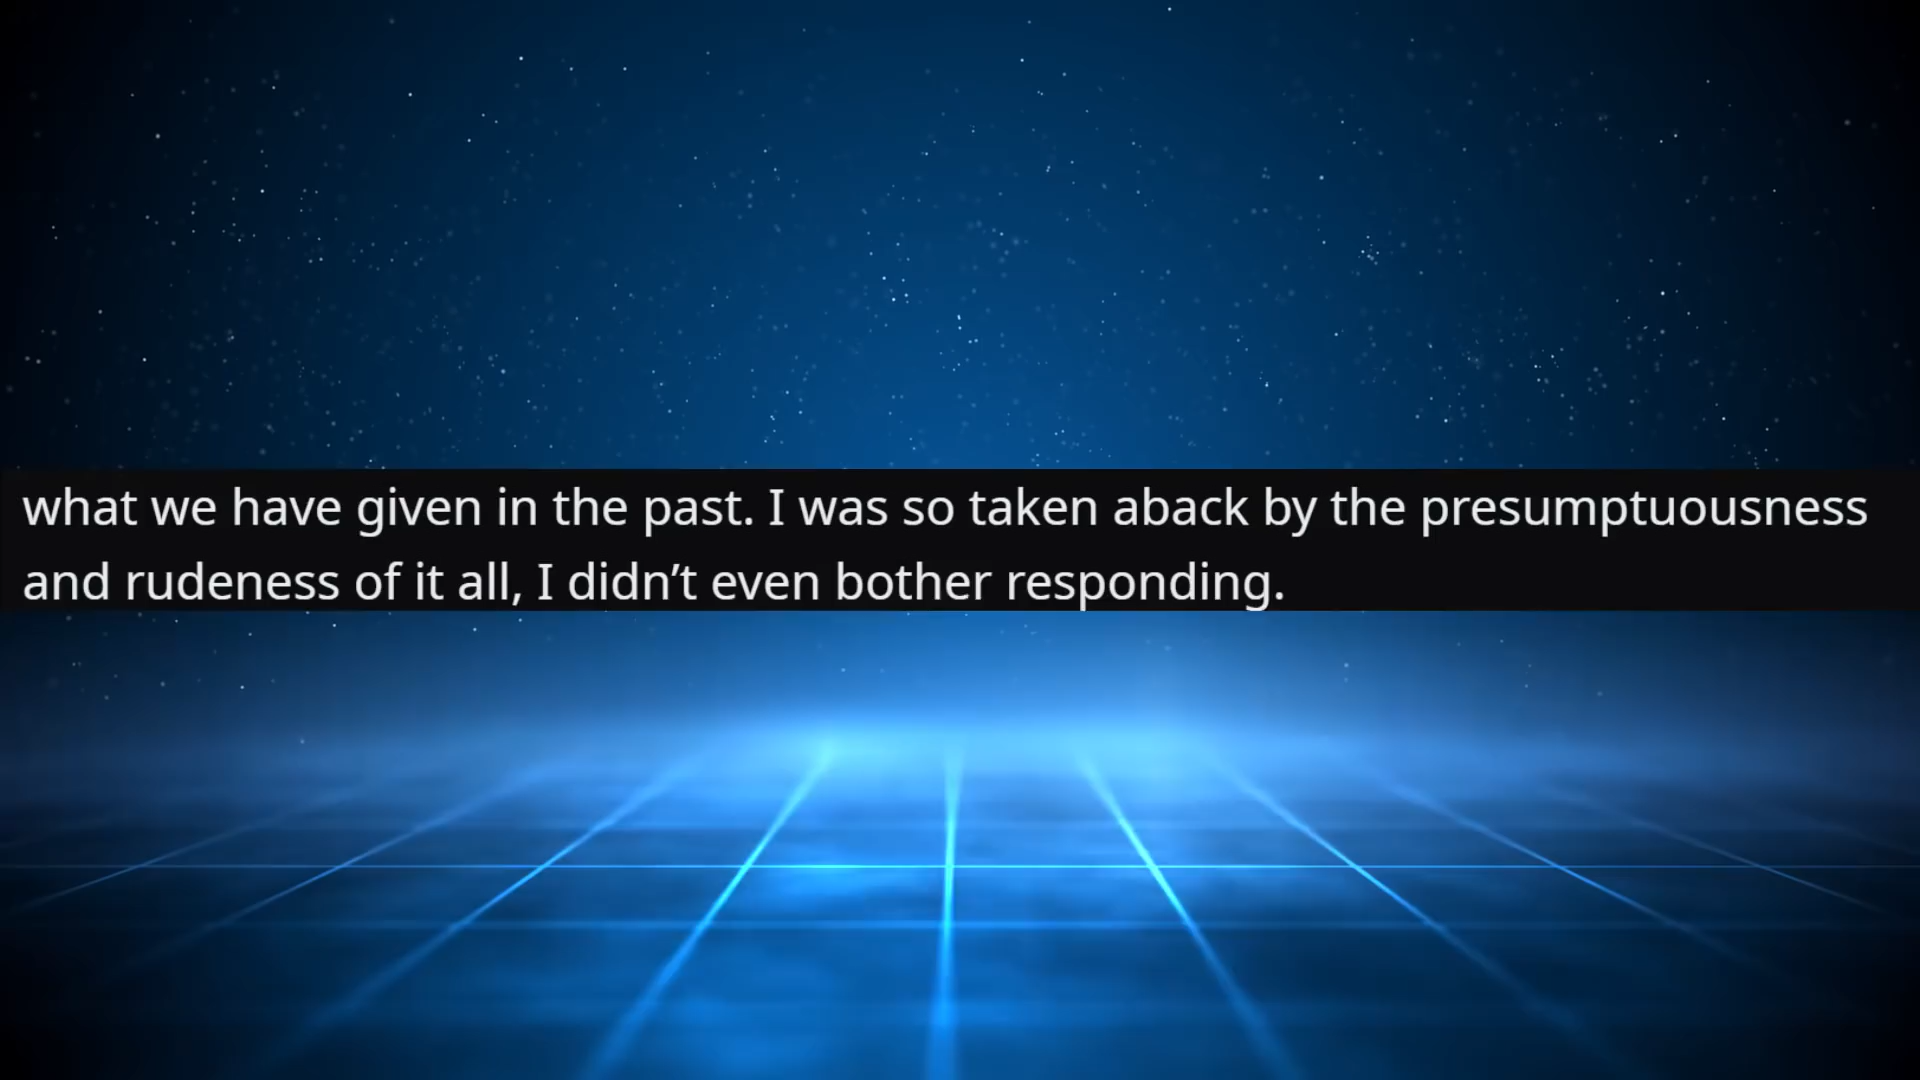 what we have given in the past. I was so taken aback by the presumptuousness
and rudeness of it all, I didn’t even bother responding.